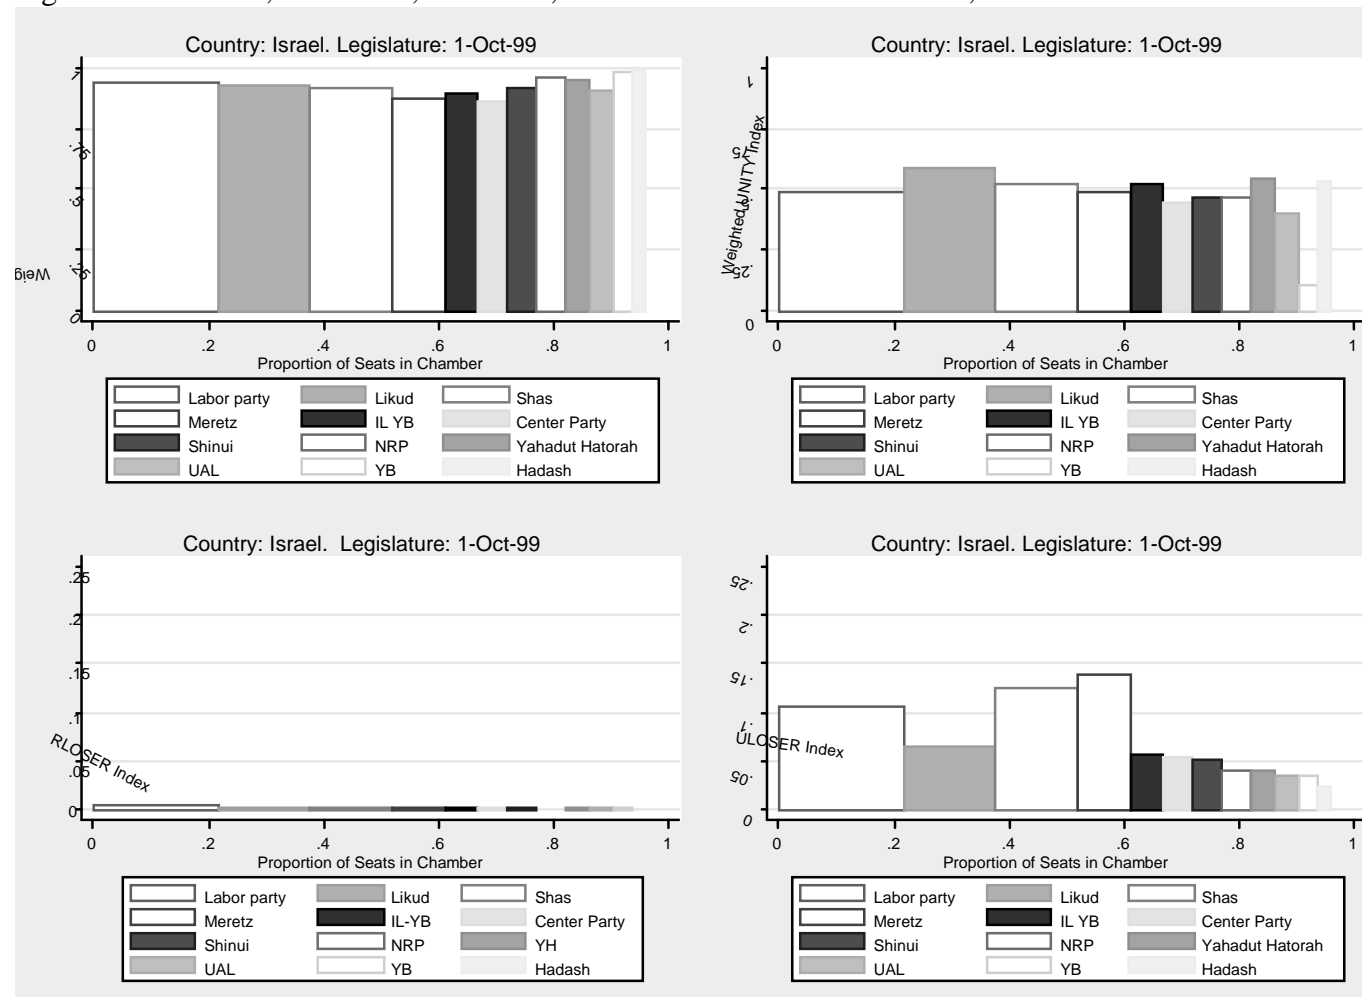 Country: Israel. Legislature: 1-Oct-99
1
.75
.5
.25
0
Weig
0 .2 .4 .6 .8 1
Proportion of Seats in Chamber
Labor party Likud Shas
Meretz IL YB Center Party
Shinui NRP Yahadut Hatorah
UAL YB Hadash
Country: Israel. Legislature: 1-Oct-99
1
.75
.5
.25
0
Weighted UNITY Index
0 .2 .4 .6 .8 1
Proportion of Seats in Chamber
Labor party Likud Shas
Meretz IL YB Center Party
Shinui NRP Yahadut Hatorah
UAL YB Hadash
Country: Israel.  Legislature: 1-Oct-99
.25
.2
.15
.1
.05
0
RLOSER Index
0 .2 .4 .6 .8 1
Proportion of Seats in Chamber
Labor party Likud Shas
Meretz IL-YB Center Party
Shinui NRP YH
UAL YB Hadash
Country: Israel. Legislature: 1-Oct-99
.25
.2
.15
.1
.05
0
ULOSER Index
0 .2 .4 .6 .8 1
Proportion of Seats in Chamber
Labor party Likud Shas
Meretz IL YB Center Party
Shinui NRP Yahadut Hatorah
UAL YB Hadash